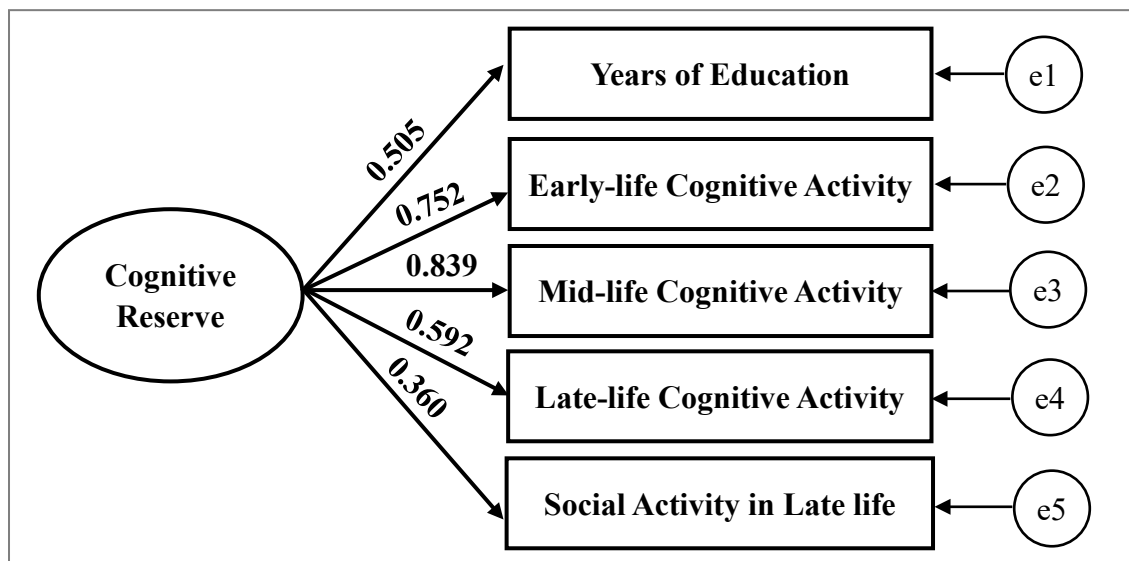 Years of Education
e1
0.505
Early-life Cognitive Activity
e2
0.752
Cognitive
Reserve
0.839
Mid-life Cognitive Activity
e3
0.592
Late-life Cognitive Activity
e4
0.360
Social Activity in Late life
e5